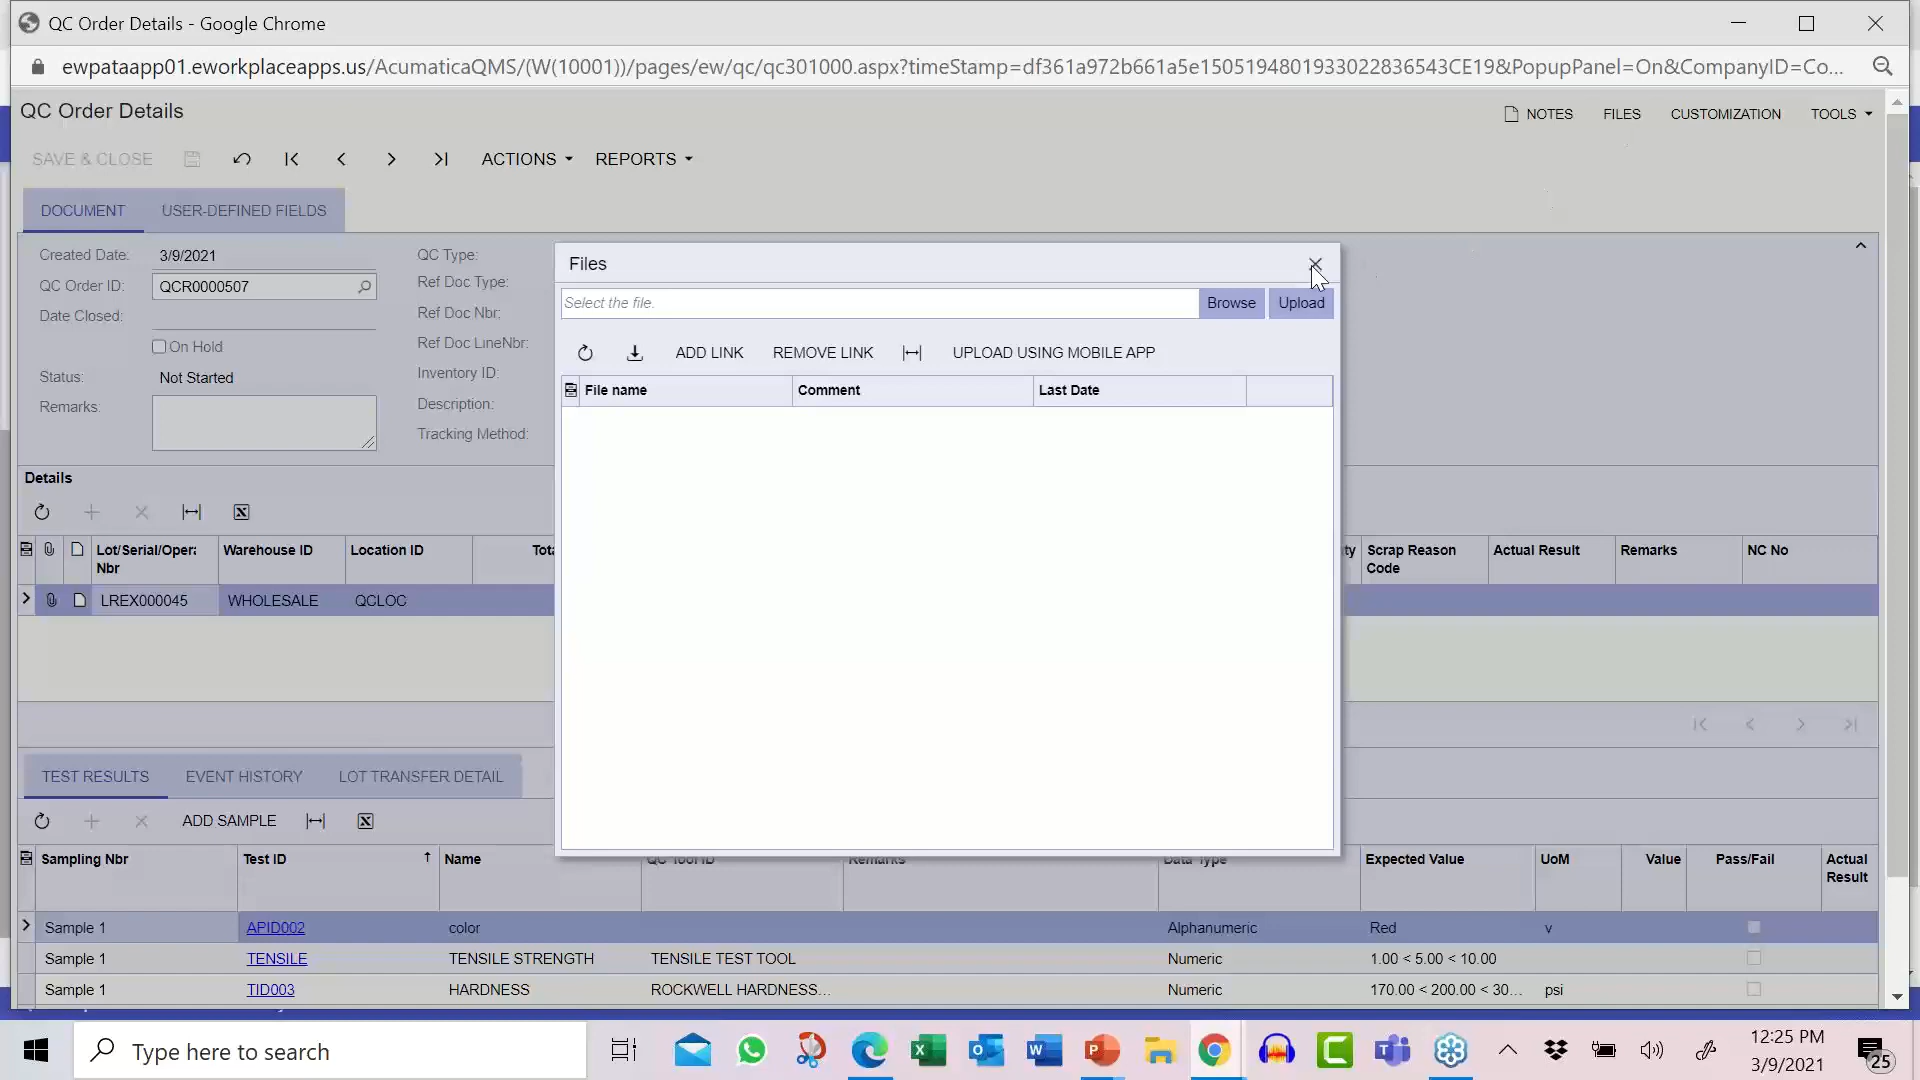 QC Order Details - Google Chrome
ewpataapp01.eworkplaceapps.us/AcumaticaQMS/(W(10001))/pages/ew/qc/qc301000.aspx?timeStamp=df361a972b661a5e1505194801933022836543CE19&PopupPanel=On&CompanyID=Co...
QC Order Details
NOTES FILES CUSTOMIZATION TOOLS
SAVE & CLOSE ACTIONS REPORTS
DOCUMENT USER-DEFINED FIELDS
Created Date: 3/9/2021 QC Type:
QC Order ID: QCR0000507 Ref Doc Type:
Date Closed: Ref Doc Nbr:
On Hold Ref Doc LineNbr:
Status: Not Started Inventory ID:
Remarks: Description:
Tracking Method:
Files
Select the file. Browse Upload
ADD LINK REMOVE LINK UPLOAD USING MOBILE APP
File name Comment Last Date
Details
Lot/Serial/Oper: Warehouse ID Location ID Tota ty Scrap Reason Actual Result Remarks NC No
Nbr Code
LREX000045 WHOLESALE QCLOC
TEST RESULTS EVENT HISTORY LOT TRANSFER DETAIL
ADD SAMPLE
Sampling Nbr Test ID Name QC Tool ID Remarks Data Type Expected Value UoM Value Pass/Fail Actual
Result
Sample 1 APID002 color Alphanumeric Red v
Sample 1 TENSILE TENSILE STRENGTH TENSILE TEST TOOL Numeric 1.00 < 5.00 < 10.00
Sample 1 TID003 HARDNESS ROCKWELL HARDNESS... Numeric 170.00 < 200.00 < 30... psi
Type here to search
12:25 PM
3/9/2021
25